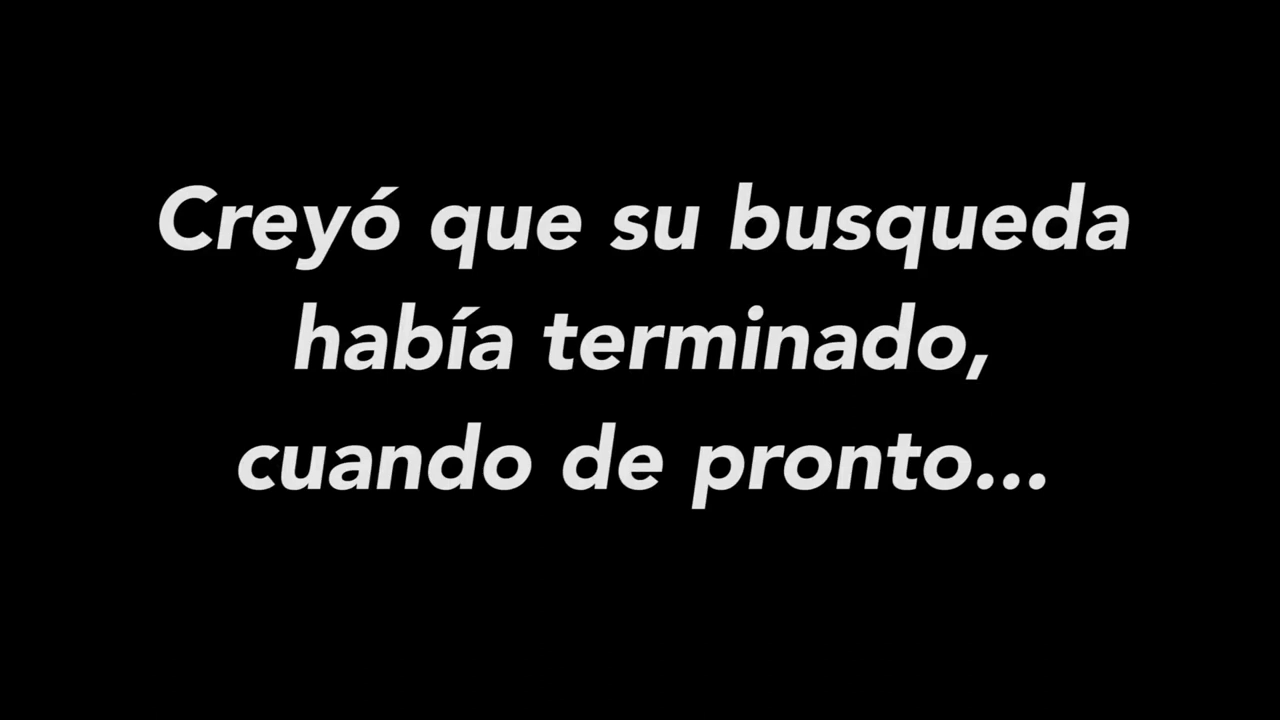 Creyó que su busqueda
había terminado,
cuando de pronto...